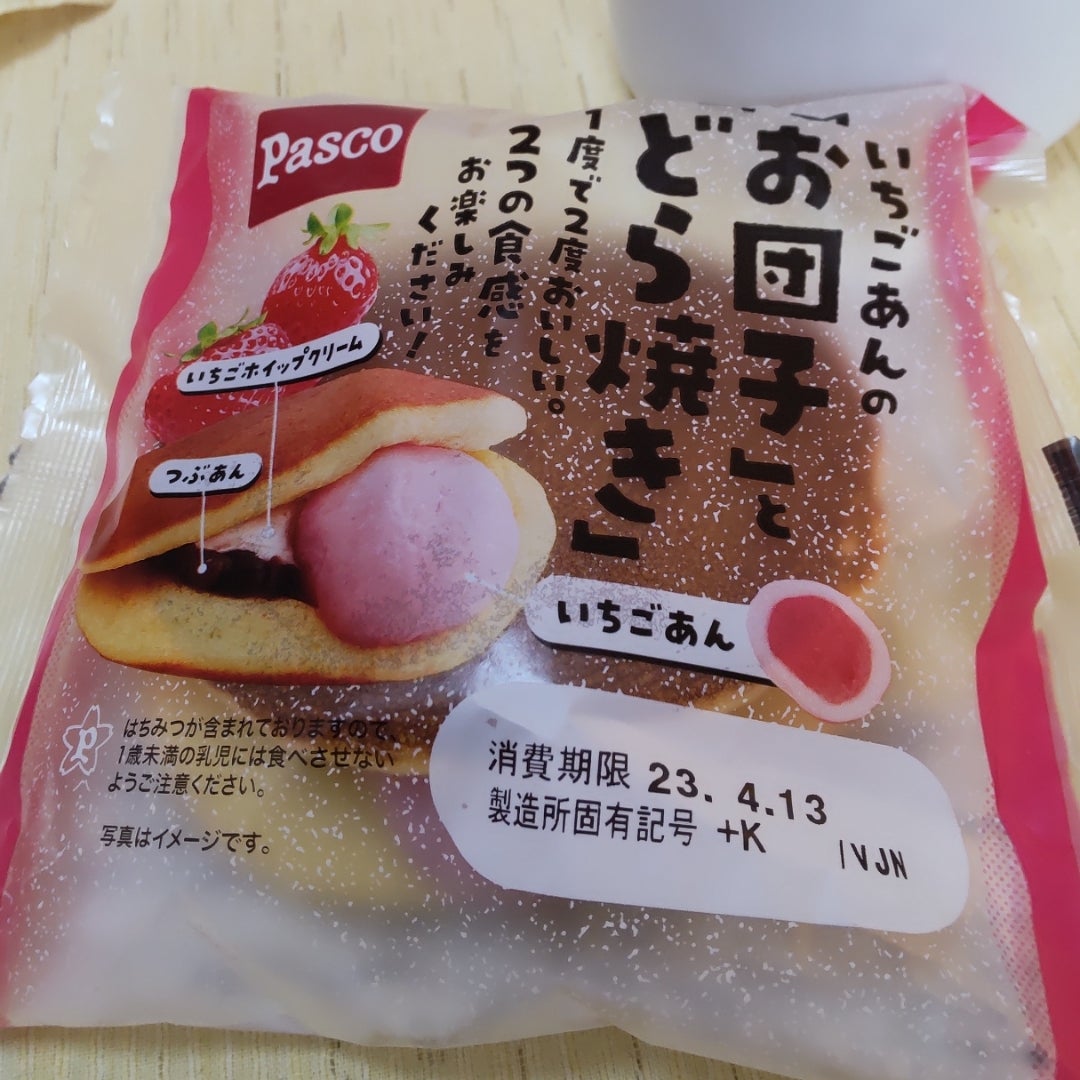 Pasco
いちごあんの
「お団子」と
どら焼き」
1度で2度おいしい。
2つの食感を
お楽しみ
ください!
いちごホイップクリーム
つぶあん
いちごあん
はちみつが含まれておりますので、
1歳未満の乳児には食べさせない
ようご注意ください。
写真はイメージです。
消費期限 23. 4.13
製造所固有記号 +K /VJN